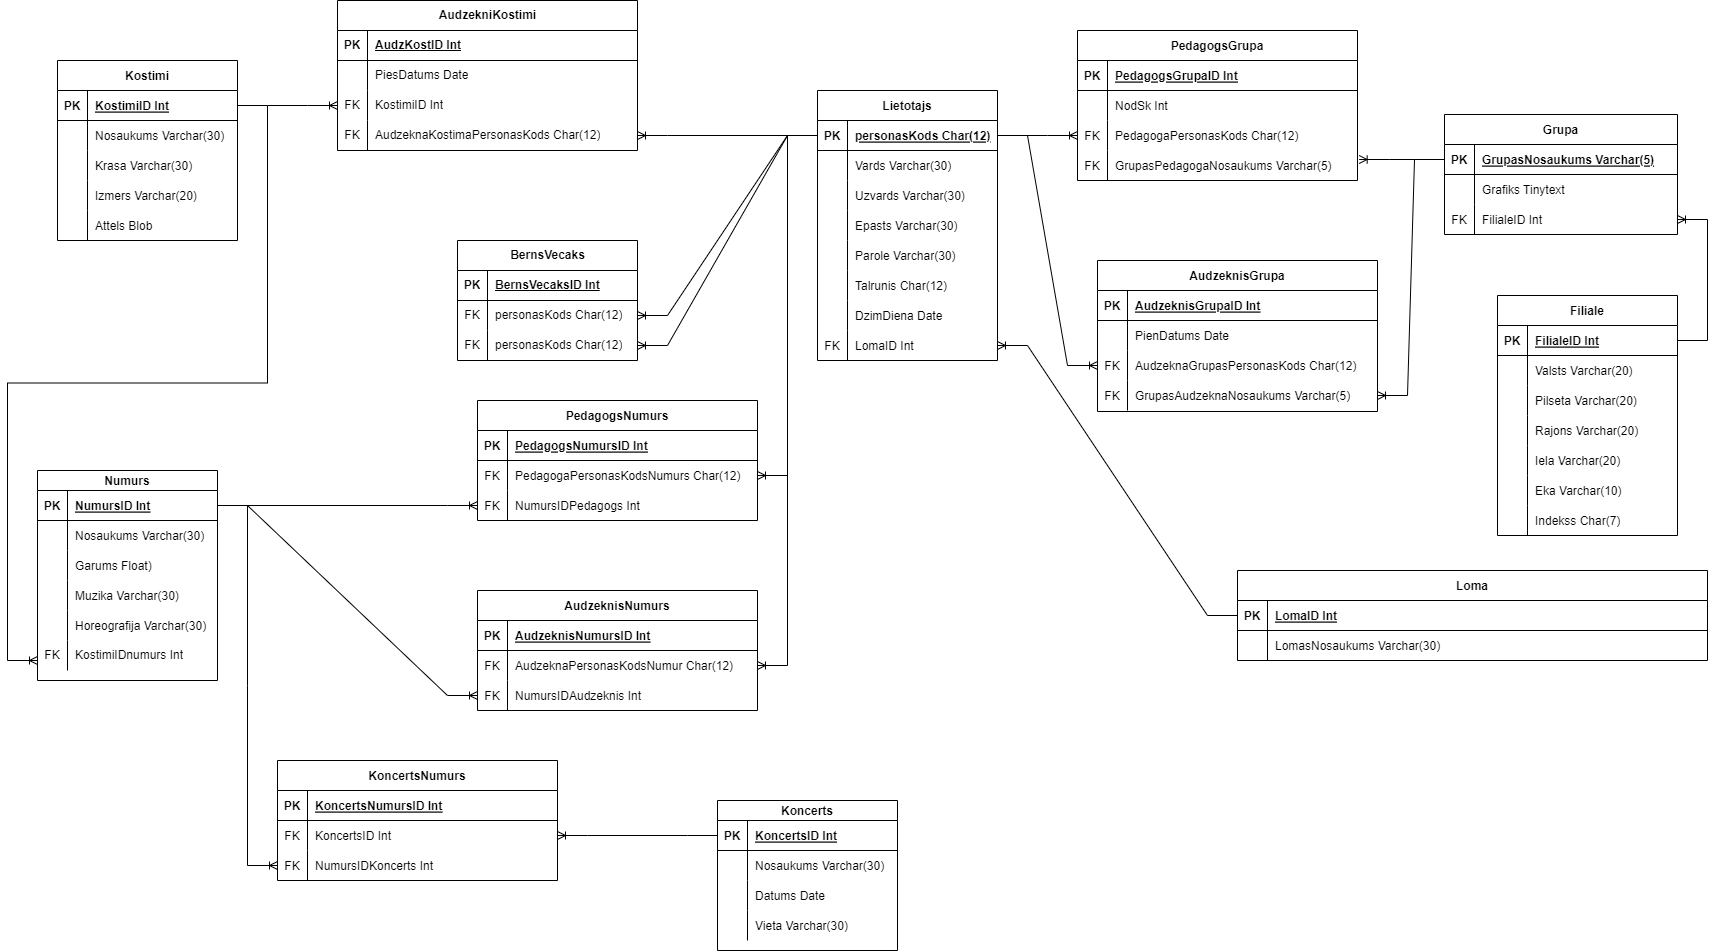 AudzekniKostimi
PK AudzKostID Int
PiesDatums Date
FK KostimiID Int
FK AudzeknaKostimaPersonasKods Char(12)
Kostimi
PK KostimiID Int
Nosaukums Varchar(30)
Krasa Varchar(30)
Izmers Varchar(20)
Attels Blob
PedagogsGrupa
PK PedagogsGrupaID Int
NodSk Int
FK PedagogaPersonasKods Char(12)
FK GrupasPedagogaNosaukums Varchar(5)
Lietotajs
PK personasKods Char(12)
Vards Varchar(30)
Uzvards Varchar(30)
Epasts Varchar(30)
Parole Varchar(30)
Talrunis Char(12)
DzimDiena Date
FK LomaID Int
Grupa
PK GrupasNosaukums Varchar(5)
Grafiks Tinytext
FK FilialeID Int
BernsVecaks
PK BernsVecaksID Int
FK personasKods Char(12)
FK personasKods Char(12)
AudzeknisGrupa
PK AudzeknisGrupaID Int
PienDatums Date
FK AudzeknaGrupasPersonasKods Char(12)
FK GrupasAudzeknaNosaukums Varchar(5)
Filiale
PK FilialeID Int
Valsts Varchar(20)
Pilseta Varchar(20)
Rajons Varchar(20)
Iela Varchar(20)
Eka Varchar(10)
Indekss Char(7)
PedagogsNumurs
PK PedagogsNumursID Int
FK PedagogaPersonasKodsNumurs Char(12)
FK NumursIDPedagogs Int
Numurs
PK NumursID Int
Nosaukums Varchar(30)
Garums Float)
Muzika Varchar(30)
Horeografija Varchar(30)
FK KostimiIDnumurs Int
AudzeknisNumurs
PK AudzeknisNumursID Int
FK AudzeknaPersonasKodsNumur Char(12)
FK NumursIDAudzeknis Int
Loma
PK LomaID Int
LomasNosaukums Varchar(30)
KoncertsNumurs
PK KoncertsNumursID Int
FK KoncertsID Int
FK NumursIDKoncerts Int
Koncerts
PK KoncertsID Int
Nosaukums Varchar(30)
Datums Date
Vieta Varchar(30)